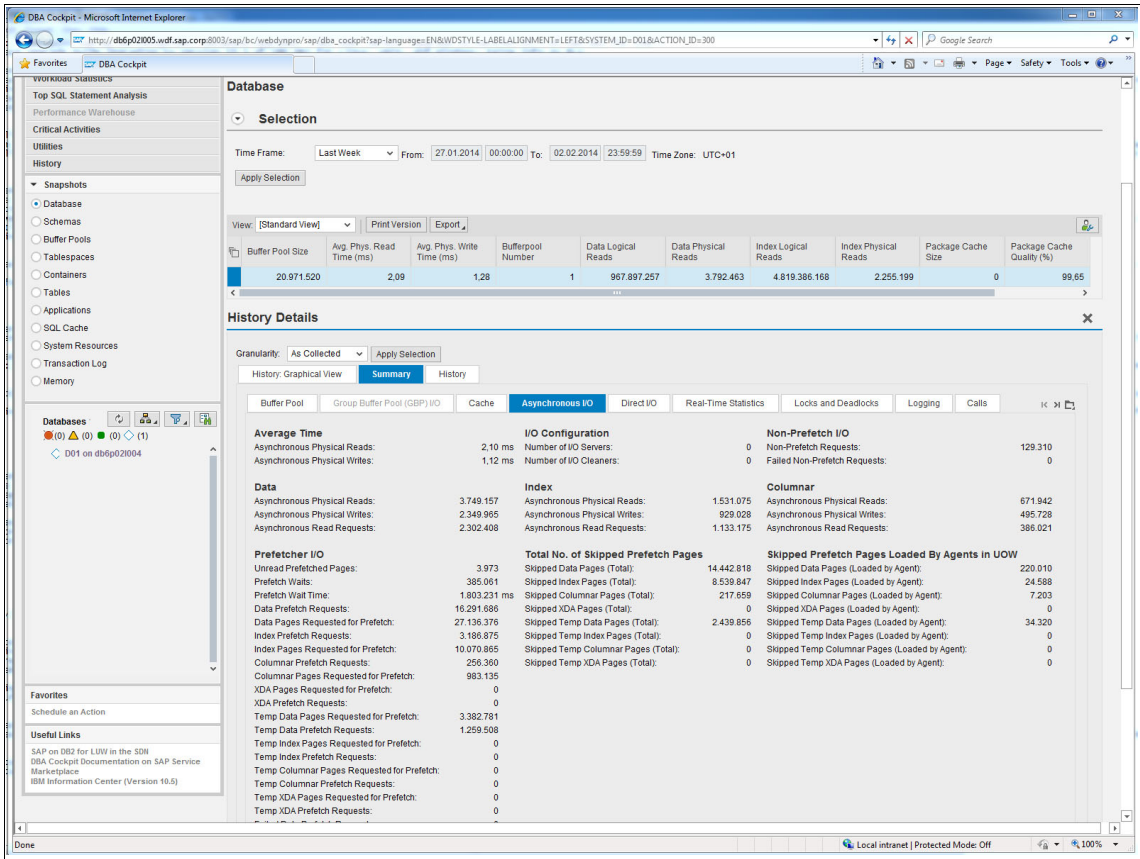 DBA Cockpit - Microsoft Internet Explorer
http://db6p02l005.wdf.sap.corp:8003/sap/bc/webdynpro/sap/dba_cockpit?sap-language=EN&WDSTYLE-LABELALIGNMENT=LEFT&SYSTEM_ID=D01&ACTION_ID=300
Google Search
Favorites
DBA Cockpit
Page
Safety
Tools
Workload Statistics
Top SQL Statement Analysis
Performance Warehouse
Critical Activities
Utilities
History
Snapshots
Database
Schemas
Buffer Pools
Tablespaces
Containers
Tables
Applications
SQL Cache
System Resources
Transaction Log
Memory
Databases
(0) (0) (0) (1)
D01 on db6p02l004
Favorites
Schedule an Action
Useful Links
SAP on DB2 for LUW in the SDN
DBA Cockpit Documentation on SAP Service
Marketplace
IBM Information Center (Version 10.5)
Database
Selection
Time Frame: Last Week From: 27.01.2014 00:00:00 To: 02.02.2014 23:59:59 Time Zone: UTC+01
Apply Selection
View: [Standard View] Print Version Export
Buffer Pool Size Avg. Phys. Read Time (ms) Avg. Phys. Write Time (ms) Bufferpool Number Data Logical Reads Data Physical Reads Index Logical Reads Index Physical Reads Package Cache Size Package Cache Quality (%)
20.971.520 2,09 1,28 1 967.897.257 3.792.463 4.819.386.168 2.255.199 0 99,65
History Details
Granularity: As Collected Apply Selection
History: Graphical View Summary History
Buffer Pool Group Buffer Pool (GBP) I/O Cache Asynchronous I/O Direct I/O Real-Time Statistics Locks and Deadlocks Logging Calls
Average Time I/O Configuration Non-Prefetch I/O
Asynchronous Physical Reads: 2,10 ms Number of I/O Servers: 0 Non-Prefetch Requests: 129.310
Asynchronous Physical Writes: 1,12 ms Number of I/O Cleaners: 0 Failed Non-Prefetch Requests: 0
Data Index Columnar
Asynchronous Physical Reads: 3.749.157 Asynchronous Physical Reads: 1.531.075 Asynchronous Physical Reads: 671.942
Asynchronous Physical Writes: 2.349.965 Asynchronous Physical Writes: 929.028 Asynchronous Physical Writes: 495.728
Asynchronous Read Requests: 2.302.408 Asynchronous Read Requests: 1.133.175 Asynchronous Read Requests: 386.021
Prefetcher I/O Total No. of Skipped Prefetch Pages Skipped Prefetch Pages Loaded By Agents in UOW
Unread Prefetched Pages: 3.973 Skipped Data Pages (Total): 14.442.818 Skipped Data Pages (Loaded by Agent): 220.010
Prefetch Waits: 385.061 Skipped Index Pages (Total): 8.539.847 Skipped Index Pages (Loaded by Agent): 24.588
Prefetch Wait Time: 1.803.231 ms Skipped Columnar Pages (Total): 217.659 Skipped Columnar Pages (Loaded by Agent): 7.203
Data Prefetch Requests: 16.291.686 Skipped XDA Pages (Total): 0 Skipped XDA Pages (Loaded by Agent): 0
Data Pages Requested for Prefetch: 27.136.376 Skipped Temp Data Pages (Total): 2.439.856 Skipped Temp Data Pages (Loaded by Agent): 34.320
Index Prefetch Requests: 3.186.875 Skipped Temp Index Pages (Total): 0 Skipped Temp Index Pages (Loaded by Agent): 0
Index Pages Requested for Prefetch: 10.070.865 Skipped Temp Columnar Pages (Total): 0 Skipped Temp Columnar Pages (Loaded by Agent): 0
Columnar Prefetch Requests: 256.360 Skipped Temp XDA Pages (Total): 0 Skipped Temp XDA Pages (Loaded by Agent): 0
Columnar Pages Requested for Prefetch: 983.135
XDA Pages Requested for Prefetch: 0
XDA Prefetch Requests: 0
Temp Data Pages Requested for Prefetch: 3.382.781
Temp Data Prefetch Requests: 1.259.508
Temp Index Pages Requested for Prefetch: 0
Temp Index Prefetch Requests: 0
Temp Columnar Pages Requested for Prefetch: 0
Temp Columnar Prefetch Requests: 0
Temp XDA Pages Requested for Prefetch: 0
Temp XDA Prefetch Requests: 0
Done
Local intranet | Protected Mode: Off
100%